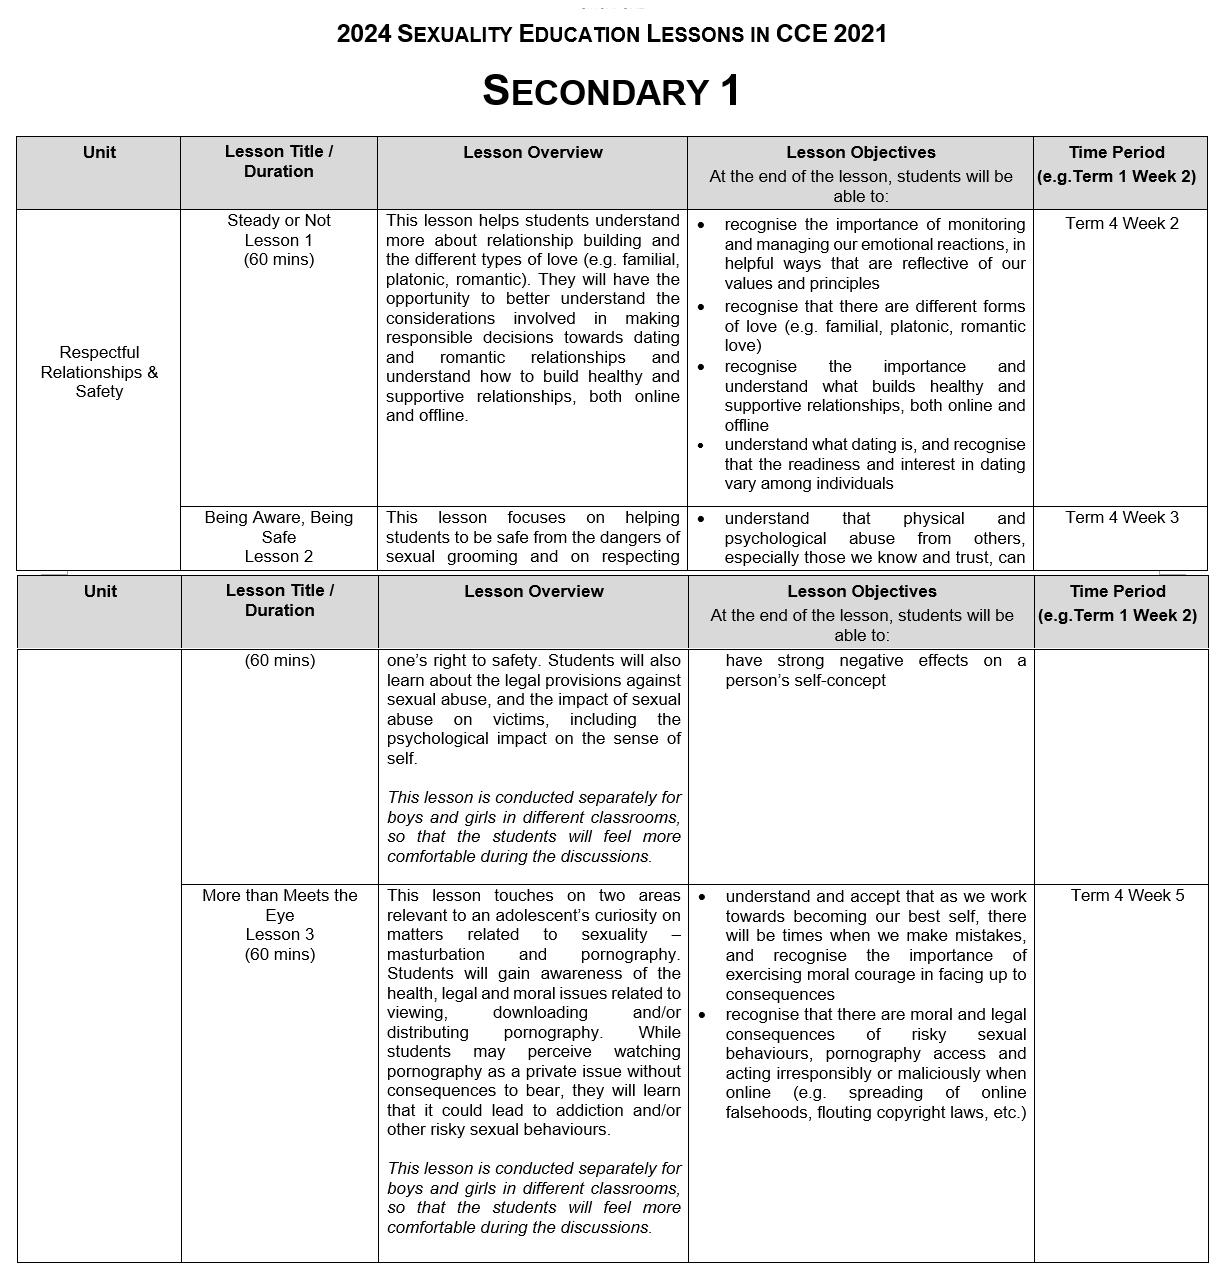 2024 SEXUALITY EDUCATION LESSONS IN CCE 2021
SECONDARY 1
Unit
Lesson Title /
Duration
Lesson Overview
Lesson Objectives
At the end of the lesson, students will be
able to:
Time Period
(e.g.Term 1 Week 2)
Respectful
Relationships &
Safety
Steady or Not
Lesson 1
(60 mins)
This lesson helps students understand
more about relationship building and
the different types of love (e.g. familial,
platonic, romantic). They will have the
opportunity to better understand the
considerations involved in making
responsible decisions towards dating
and romantic relationships and
understand how to build healthy and
supportive relationships, both online
and offline.
• recognise the importance of monitoring
and managing our emotional reactions, in
helpful ways that are reflective of our
values and principles
• recognise that there are different forms
of love (e.g. familial, platonic, romantic
love)
• recognise the importance and
understand what builds healthy and
supportive relationships, both online and
offline
• understand what dating is, and recognise
that the readiness and interest in dating
vary among individuals
Term 4 Week 2
Being Aware, Being
Safe
Lesson 2
This lesson focuses on helping
students to be safe from the dangers of
sexual grooming and on respecting
• understand that physical and
psychological abuse from others,
especially those we know and trust, can
Term 4 Week 3
Unit
Lesson Title /
Duration
Lesson Overview
Lesson Objectives
At the end of the lesson, students will be
able to:
Time Period
(e.g.Term 1 Week 2)
(60 mins)
one's right to safety. Students will also
learn about the legal provisions against
sexual abuse, and the impact of sexual
abuse on victims, including the
psychological impact on the sense of
self.
This lesson is conducted separately for
boys and girls in different classrooms,
so that the students will feel more
comfortable during the discussions.
have strong negative effects on a
person's self-concept
More than Meets the
Eye
Lesson 3
(60 mins)
This lesson touches on two areas
relevant to an adolescent's curiosity on
matters related to sexuality –
masturbation and pornography.
Students will gain awareness of the
health, legal and moral issues related to
viewing, downloading and/or
distributing pornography. While
students may perceive watching
pornography as a private issue without
consequences to bear, they will learn
that it could lead to addiction and/or
other risky sexual behaviours.
This lesson is conducted separately for
boys and girls in different classrooms,
so that the students will feel more
comfortable during the discussions.
• understand and accept that as we work
towards becoming our best self, there
will be times when we make mistakes,
and recognise the importance of
exercising moral courage in facing up to
consequences
• recognise that there are moral and legal
consequences of risky sexual
behaviours, pornography access and
acting irresponsibly or maliciously when
online (e.g. spreading of online
falsehoods, flouting copyright laws, etc.)
Term 4 Week 5